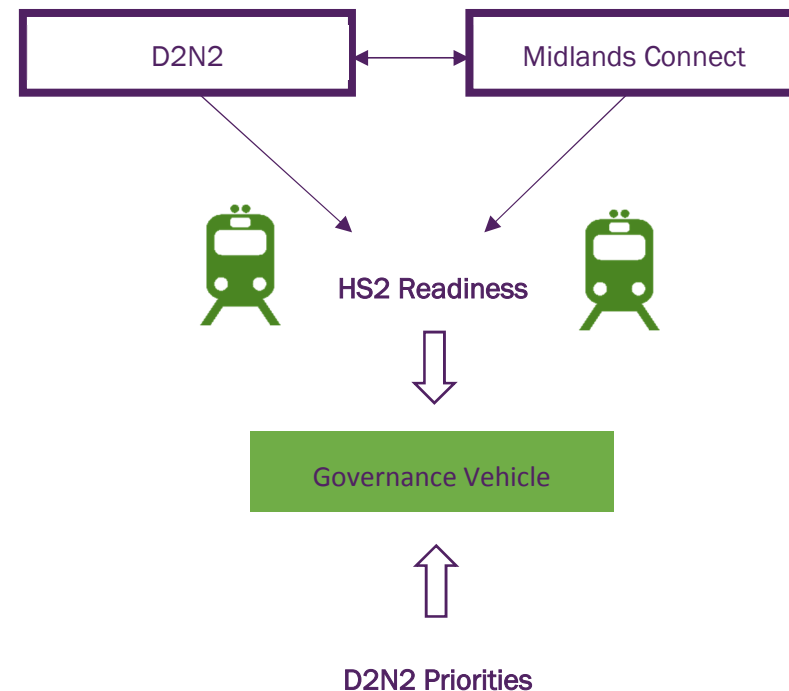 D2N2
Midlands Connect
HS2 Readiness
Governance Vehicle
D2N2 Priorities